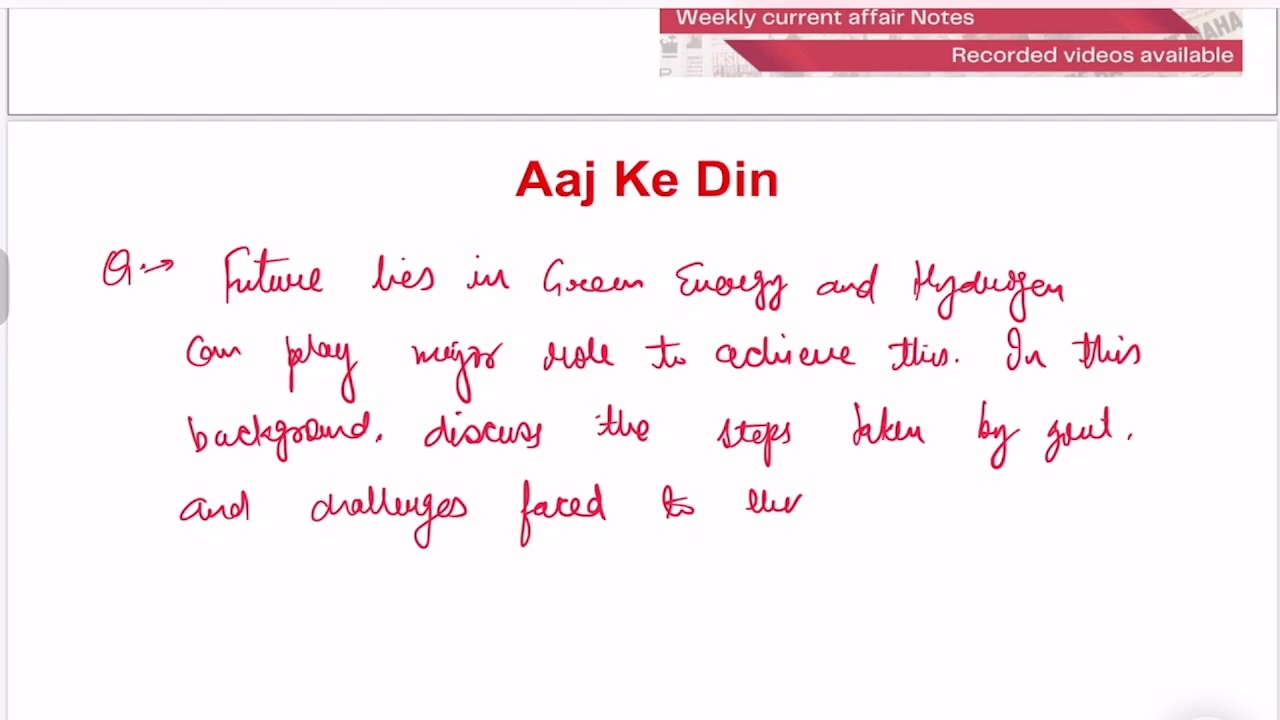 Weekly current affair Notes
Recorded videos available
Aaj Ke Din
Q.→ Future lies in Green Energy and Hydrogen
can play major role to achieve this. In this
background, discuss the steps taken by govt.
and challenges faced to